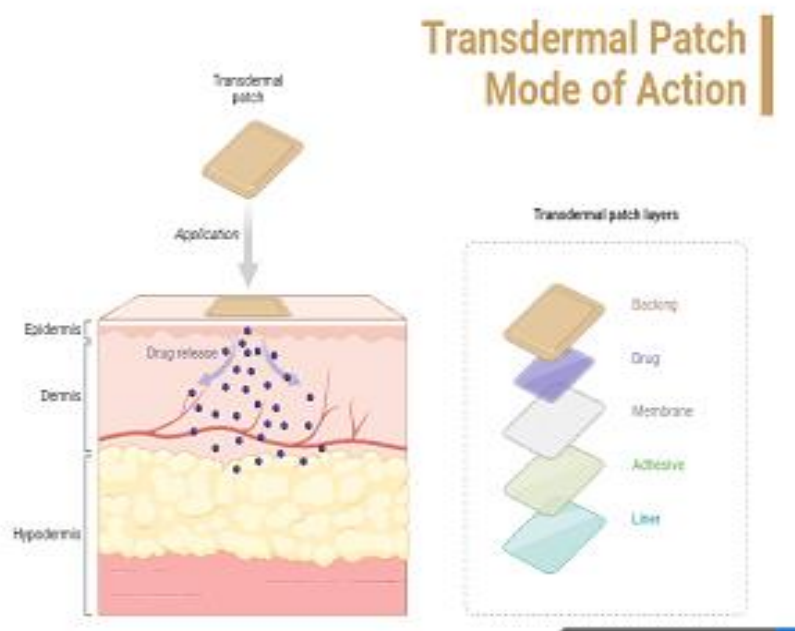 Transdermal Patch
Mode of Action
Transdermal
patch
Application
Transdermal patch layers
Epidermis
Drug release
Dermis
Hypodermis
Backing
Drug
Membrane
Adhesive
Liner